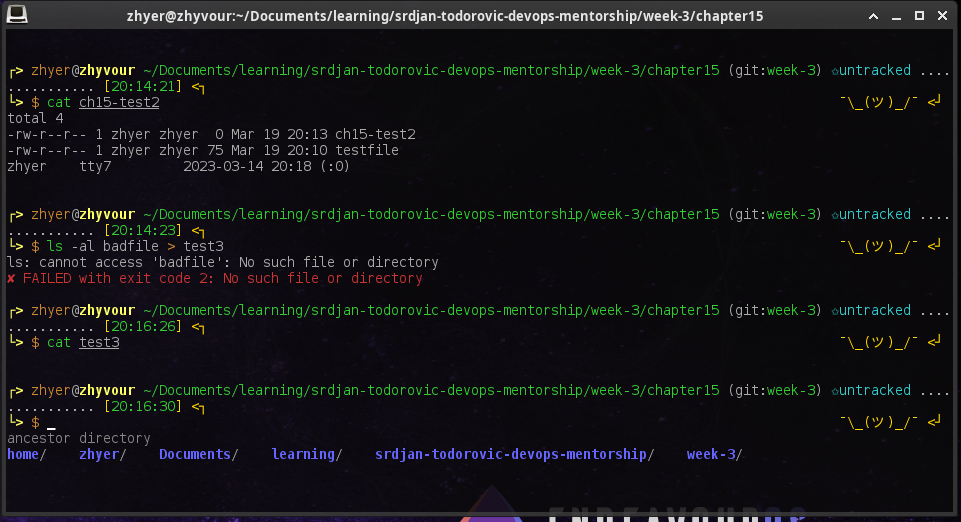 zhyer@zhyvour:~/Documents/learning/srdjan-todorovic-devops-mentorship/week-3/chapter15
┌> zhyer@zhyvour ~/Documents/learning/srdjan-todorovic-devops-mentorship/week-3/chapter15 (git:week-3) ✩untracked ....
........... [20:14:21] <┐
└> $ cat ch15-test2 ¯\_(ツ)_/¯ <┘
total 4
-rw-r--r-- 1 zhyer zhyer  0 Mar 19 20:13 ch15-test2
-rw-r--r-- 1 zhyer zhyer 75 Mar 19 20:10 testfile
zhyer    tty7         2023-03-14 20:18 (:0)
┌> zhyer@zhyvour ~/Documents/learning/srdjan-todorovic-devops-mentorship/week-3/chapter15 (git:week-3) ✩untracked ....
........... [20:14:23] <┐
└> $ ls -al badfile > test3 ¯\_(ツ)_/¯ <┘
ls: cannot access 'badfile': No such file or directory
✘ FAILED with exit code 2: No such file or directory
┌> zhyer@zhyvour ~/Documents/learning/srdjan-todorovic-devops-mentorship/week-3/chapter15 (git:week-3) ✩untracked ....
........... [20:16:26] <┐
└> $ cat test3 ¯\_(ツ)_/¯ <┘
┌> zhyer@zhyvour ~/Documents/learning/srdjan-todorovic-devops-mentorship/week-3/chapter15 (git:week-3) ✩untracked ....
........... [20:16:30] <┐
└> $ _ ¯\_(ツ)_/¯ <┘
ancestor directory
home/    zhyer/    Documents/    learning/    srdjan-todorovic-devops-mentorship/    week-3/
ENDEAVOUROS